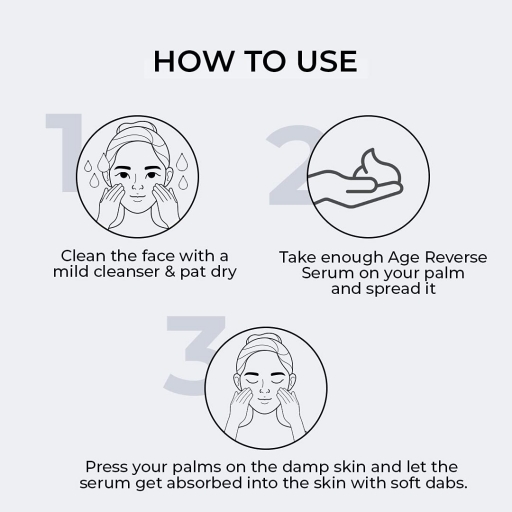 HOW TO USE
1
Clean the face with a
mild cleanser & pat dry
2
Take enough Age Reverse
Serum on your palm
and spread it
3
Press your palms on the damp skin and let the
serum get absorbed into the skin with soft dabs.